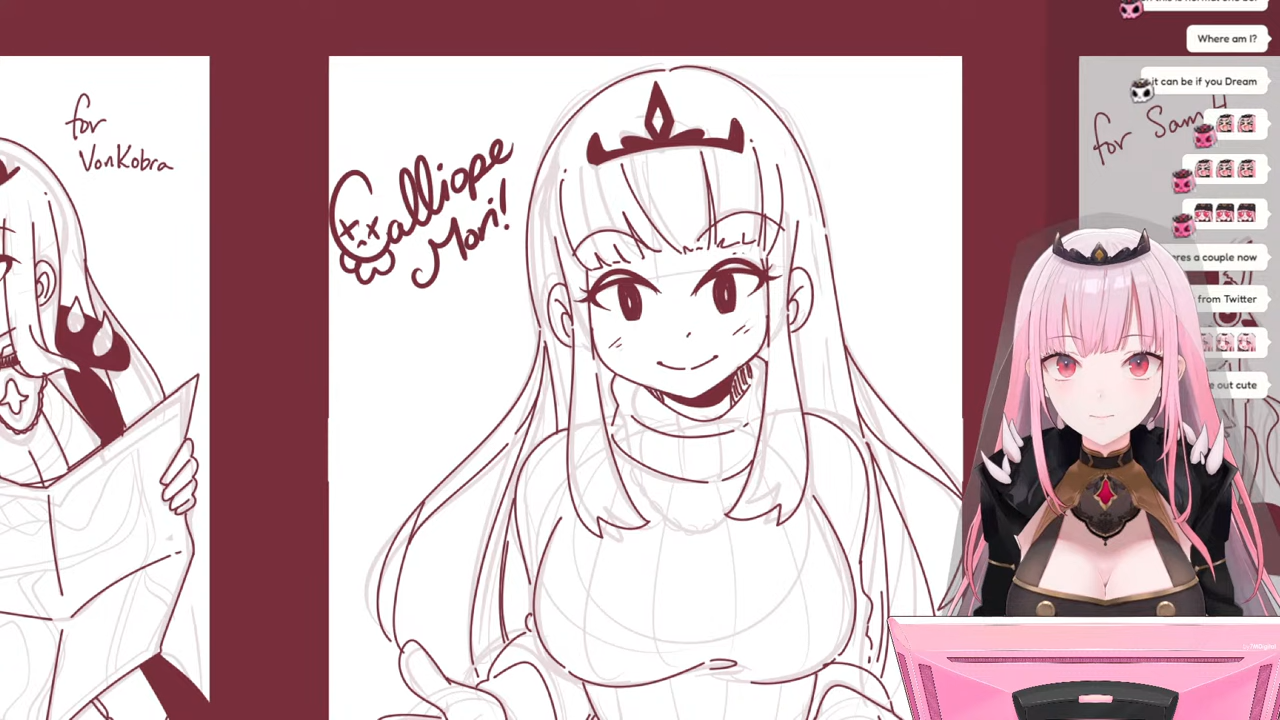 for
VonKobra
Calliope
Mori!
for Sam
Where am I?
it can be if you Dream
a couple now
from Twitter
out cute